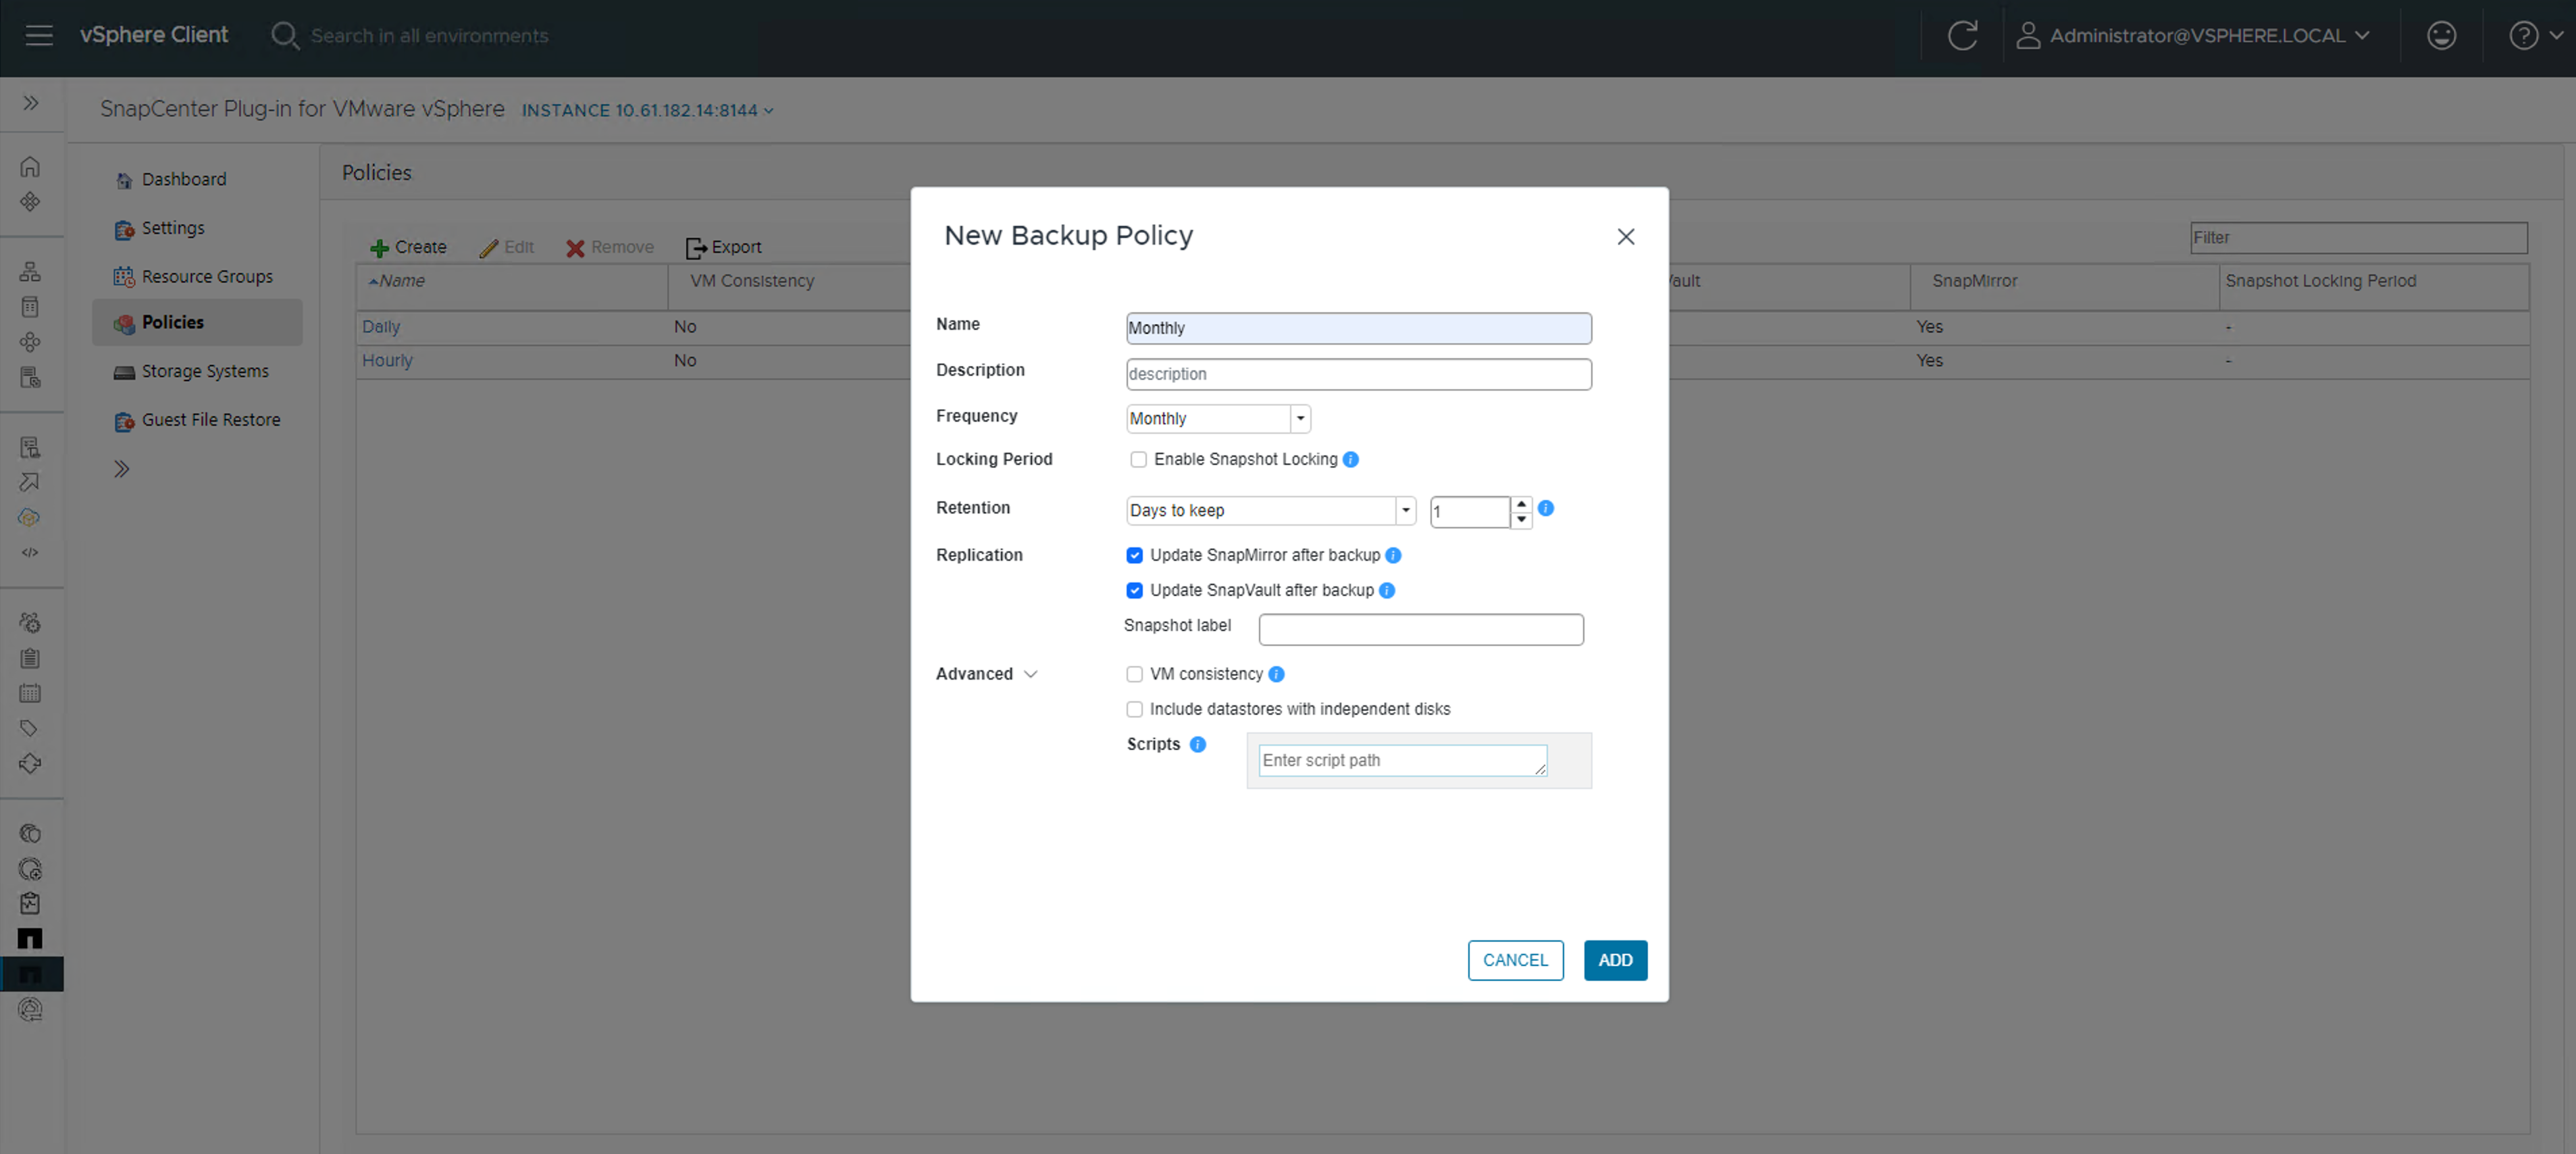 vSphere Client
Search in all environments
Administrator@VSPHERE.LOCAL
SnapCenter Plug-in for VMware vSphere INSTANCE 10.61.182.14:8144
Dashboard
Settings
Resource Groups
Policies
Storage Systems
Guest File Restore
Policies
Create Edit Remove Export
Filter
Name VM Consistency Vault SnapMirror Snapshot Locking Period
Daily No Yes -
Hourly No Yes -
New Backup Policy
Name Monthly
Description description
Frequency Monthly
Locking Period Enable Snapshot Locking
Retention Days to keep 1
Replication Update SnapMirror after backup
Update SnapVault after backup
Snapshot label
Advanced VM consistency
Include datastores with independent disks
Scripts Enter script path
CANCEL ADD